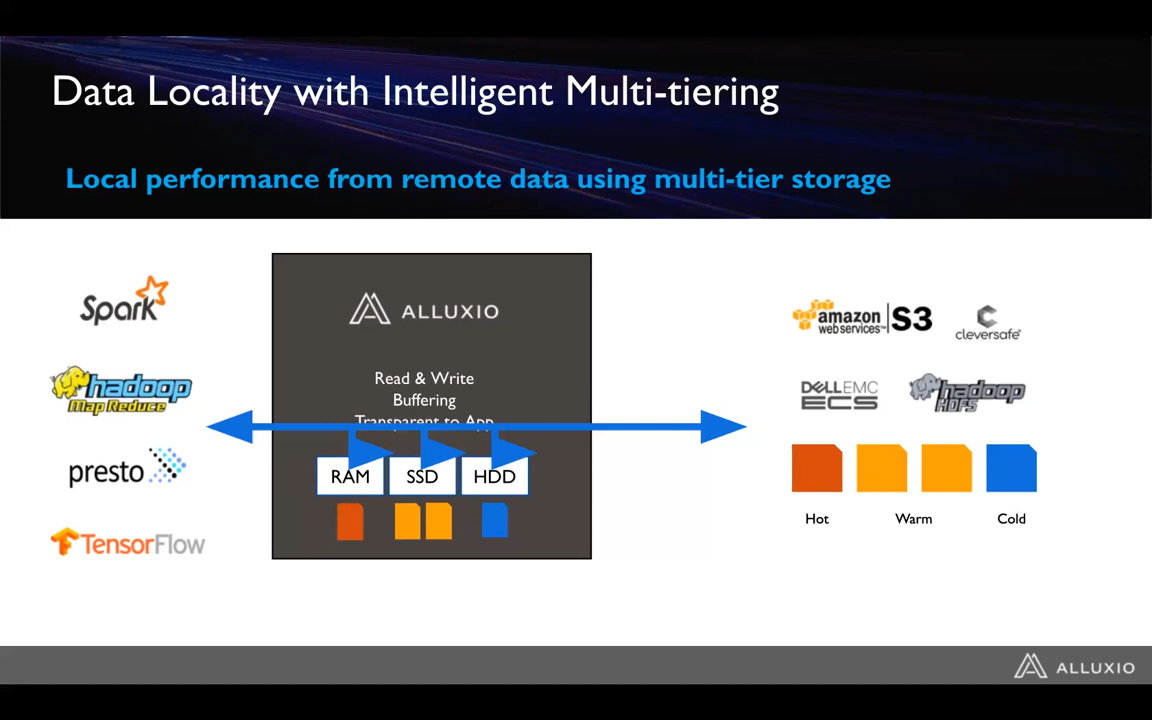 Data Locality with Intelligent Multi-tiering
Local performance from remote data using multi-tier storage
Spark
hadoop
Map Reduce
presto
TensorFlow
ALLUXIO
Read & Write
Buffering
Transparent to App
RAM SSD HDD
amazon
web services™
S3
cleversafe®
DELL EMC
ECS
hadoop
HDFS
Hot Warm Cold
ALLUXIO